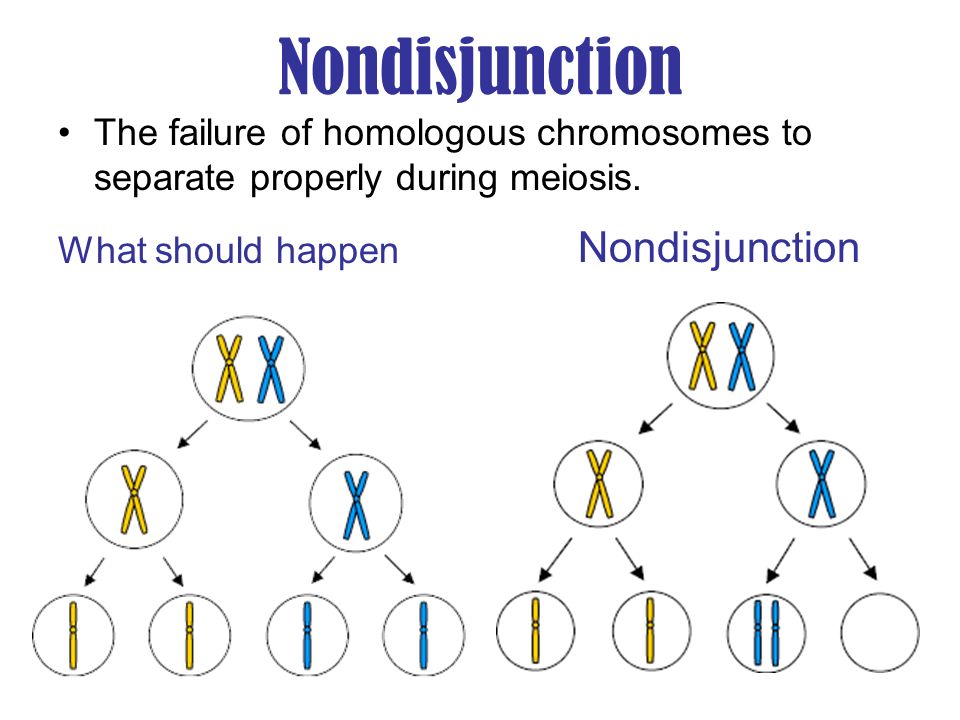 Nondisjunction
• The failure of homologous chromosomes to
separate properly during meiosis.
What should happen
Nondisjunction